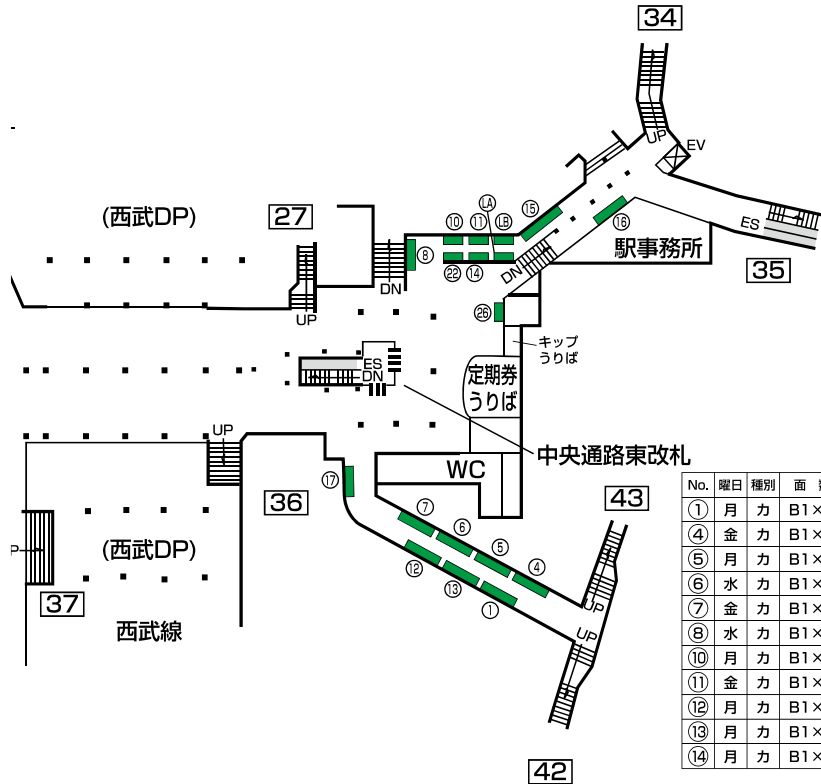 34
UP
EV
(西武DP)
27
⑩
⑪
LA
LB
⑮
⑯
⑧
ES
駅事務所
35
㉒
⑭
DN
DN
UP
㉖
キップ
うりば
ES
DN
定期券
うりば
UP
中央通路東改札
WC
⑰
36
43
⑦
⑥
⑤
④
(西武DP)
37
西武線
⑫
⑬
①
UP
UP
42
No. 曜日 種別 面
① 月 カ B1×
④ 金 カ B1×
⑤ 月 カ B1×
⑥ 水 カ B1×
⑦ 金 カ B1×
⑧ 水 カ B1×
⑩ 月 カ B1×
⑪ 金 カ B1×
⑫ 月 カ B1×
⑬ 月 カ B1×
⑭ 月 カ B1×